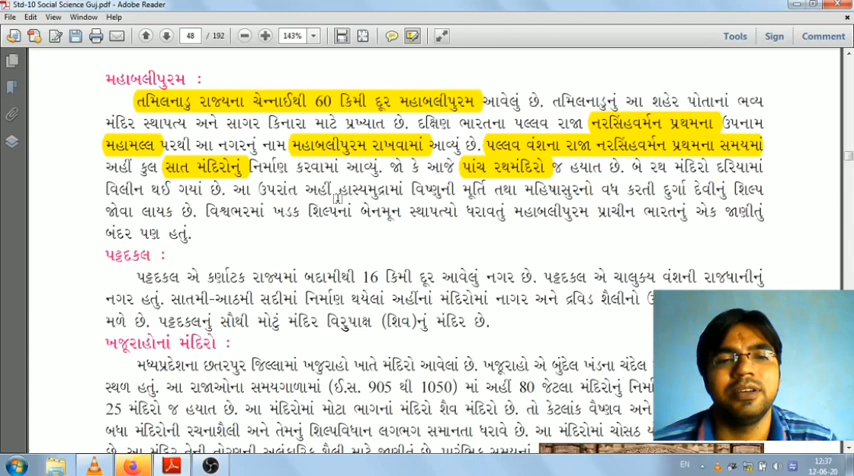 Std-10 Social Science Guj.pdf - Adobe Reader
File Edit View Window Help
48 / 192 143% Tools Sign Comment
મહાબલીપુરમ :
તમિલનાડુ રાજ્યના ચેન્નાઈથી 60 કિમી દૂર મહાબલીપુરમ આવેલું છે. તમિલનાડુનું આ શહેર પોતાનાં ભવ્ય
મંદિર સ્થાપત્ય અને સાગર કિનારા માટે પ્રખ્યાત છે. દક્ષિણ ભારતના પલ્લવ રાજા નરસિંહવર્મન પ્રથમના ઉપનામ
મહામલ્લ પરથી આ નગરનું નામ મહાબલીપુરમ રાખવામાં આવ્યું છે. પલ્લવ વંશના રાજા નરસિંહવર્મન પ્રથમના સમયમાં
અહીં કુલ સાત મંદિરોનું નિર્માણ કરવામાં આવ્યું. જો કે આજે પાંચ રથમંદિરો જ હયાત છે. બે રથ મંદિર દરિયામાં
વિલીન થઈ ગયાં છે. આ ઉપરાંત અહીં હાસ્યમુદ્રામાં વિષ્ણુની મૂર્તિ તથા મહિષાસુરનો વધ કરતી દુર્ગા દેવીનું શિલ્પ
જોવા લાયક છે. વિશ્વભરમાં ખડક શિલ્પનાં બેનમૂન સ્થાપત્યો ધરાવતું મહાબલીપુરમ પ્રાચીન ભારતનું એક જાણીતું
બંદર પણ હતું.
પટ્ટદકલ :
પટ્ટદકલ એ કર્ણાટક રાજ્યમાં બદામીથી 16 કિમી દૂર આવેલું નગર છે. પટ્ટદકલ એ ચાલુક્ય વંશની રાજધાનીનું
નગર હતું. સાતમી-આઠમી સદીમાં નિર્માણ થયેલાં અહીંનાં મંદિરોમાં નાગર અને દ્રવિડ શૈલીનો
મળે છે. પટ્ટદકલનું સૌથી મોટું મંદિર વિરૂપાક્ષ (શિવ)નું મંદિર છે.
ખજૂરાહોનાં મંદિરો :
મધ્યપ્રદેશના છતરપુર જિલ્લામાં ખજૂરાહો ખાતે મંદિરો આવેલાં છે. ખજૂરાહો એ બુંદેલ ખંડના ચંદેલ
સ્થળ હતું. આ રાજાઓના સમયગાળામાં (ઈ.સ. 905 થી 1050) માં અહીં 80 જેટલા મંદિરોનું
25 મંદિરો જ હયાત છે. આ મંદિરોમાં મોટા ભાગનાં મંદિરો શૈવ મંદિરો છે. તો કેટલાંક વૈષ્ણવ અને
બધા મંદિરોની રચનાશૈલી અને તેમનું શિલ્પવિધાન લગભગ સમાનતા ધરાવે છે. આ મંદિરોમાં ચોસઠ
EN 12:37
12-06-20